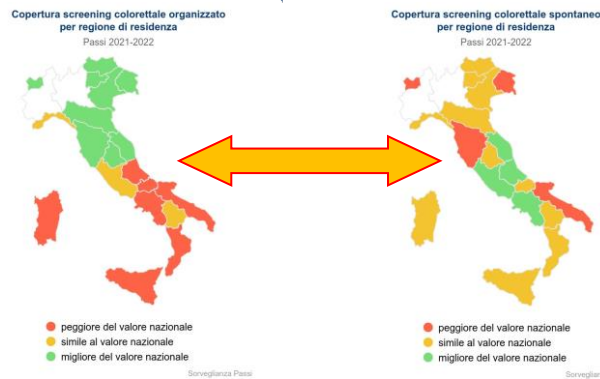 Copertura screening colorettale organizzato
per regione di residenza
Passi 2021-2022
peggiore del valore nazionale
simile al valore nazionale
migliore del valore nazionale
Sorveglianza Passi
Copertura screening colorettale spontaneo
per regione di residenza
Passi 2021-2022
peggiore del valore nazionale
simile al valore nazionale
migliore del valore nazionale